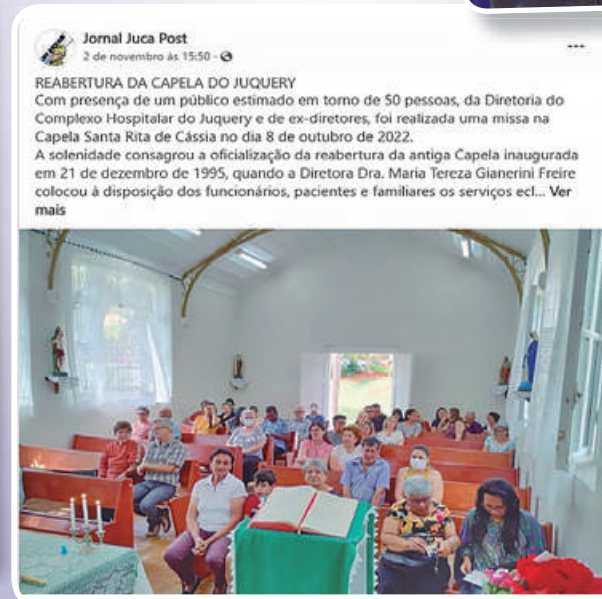 Jornal Juca Post
2 de novembro às 15:50 ·
REABERTURA DA CAPELA DO JUQUERY
Com presença de um público estimado em torno de 50 pessoas, da Diretoria do
Complexo Hospitalar do Juquery e de ex-diretores, foi realizada uma missa na
Capela Santa Rita de Cássia no dia 8 de outubro de 2022.
A solenidade consagrou a oficialização da reabertura da antiga Capela inaugurada
em 21 de dezembro de 1995, quando a Diretora Dra. Maria Tereza Gianerini Freire
colocou à disposição dos funcionários, pacientes e familiares os serviços ecl... Ver
mais